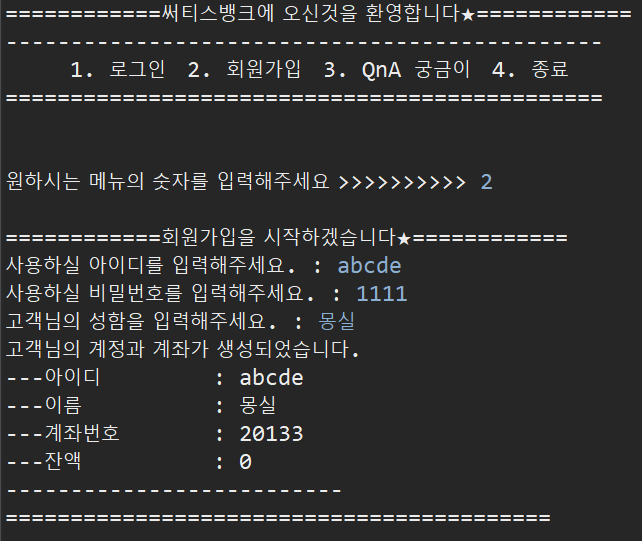 ============써티스뱅크에 오신것을 환영합니다★============
----------------------------------------------
1. 로그인 2. 회원가입 3. QnA 궁금이 4. 종료
==============================================
원하시는 메뉴의 숫자를 입력해주세요 >>>>>>>>>> 2
============회원가입을 시작하겠습니다★============
사용하실 아이디를 입력해주세요. : abcde
사용하실 비밀번호를 입력해주세요. : 1111
고객님의 성함을 입력해주세요. : 몽실
고객님의 계정과 계좌가 생성되었습니다.
---아이디 : abcde
---이름 : 몽실
---계좌번호 : 20133
---잔액 : 0
--------------------------
==========================================